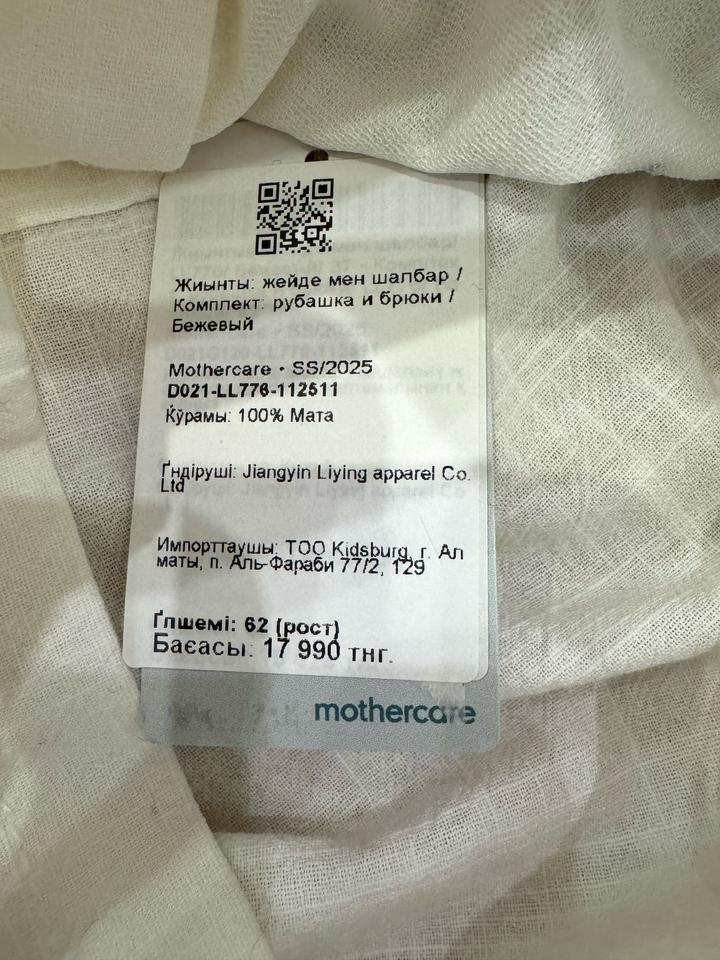 Жиынты: жейде мен шалбар /
Комплект: рубашка и брюки /
Бежевый
Mothercare • SS/2025
D021-LL776-112511
Ќўрамы: 100% Мата
Ґндіруші: Jiangyin Liying apparel Co.
Ltd
Импорттаушы: ТОО Kidsburg, г. Ал
маты, п. Аль-Фараби 77/2, 129
Ґлшемі: 62 (рост)
Баєасы: 17 990 тнг.
mothercare